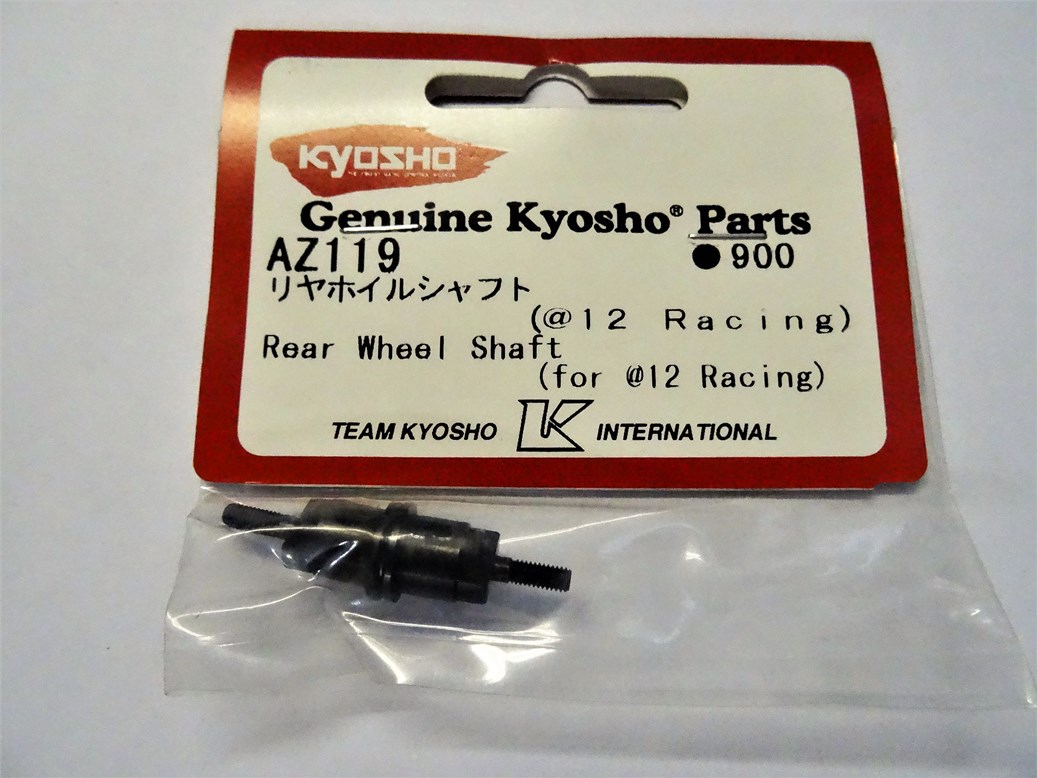 KYOSHO
Genuine Kyosho® Parts
AZ119 ●900
リヤホイルシャフト
(@12 Racing)
Rear Wheel Shaft
(for @12 Racing)
TEAM KYOSHO K INTERNATIONAL